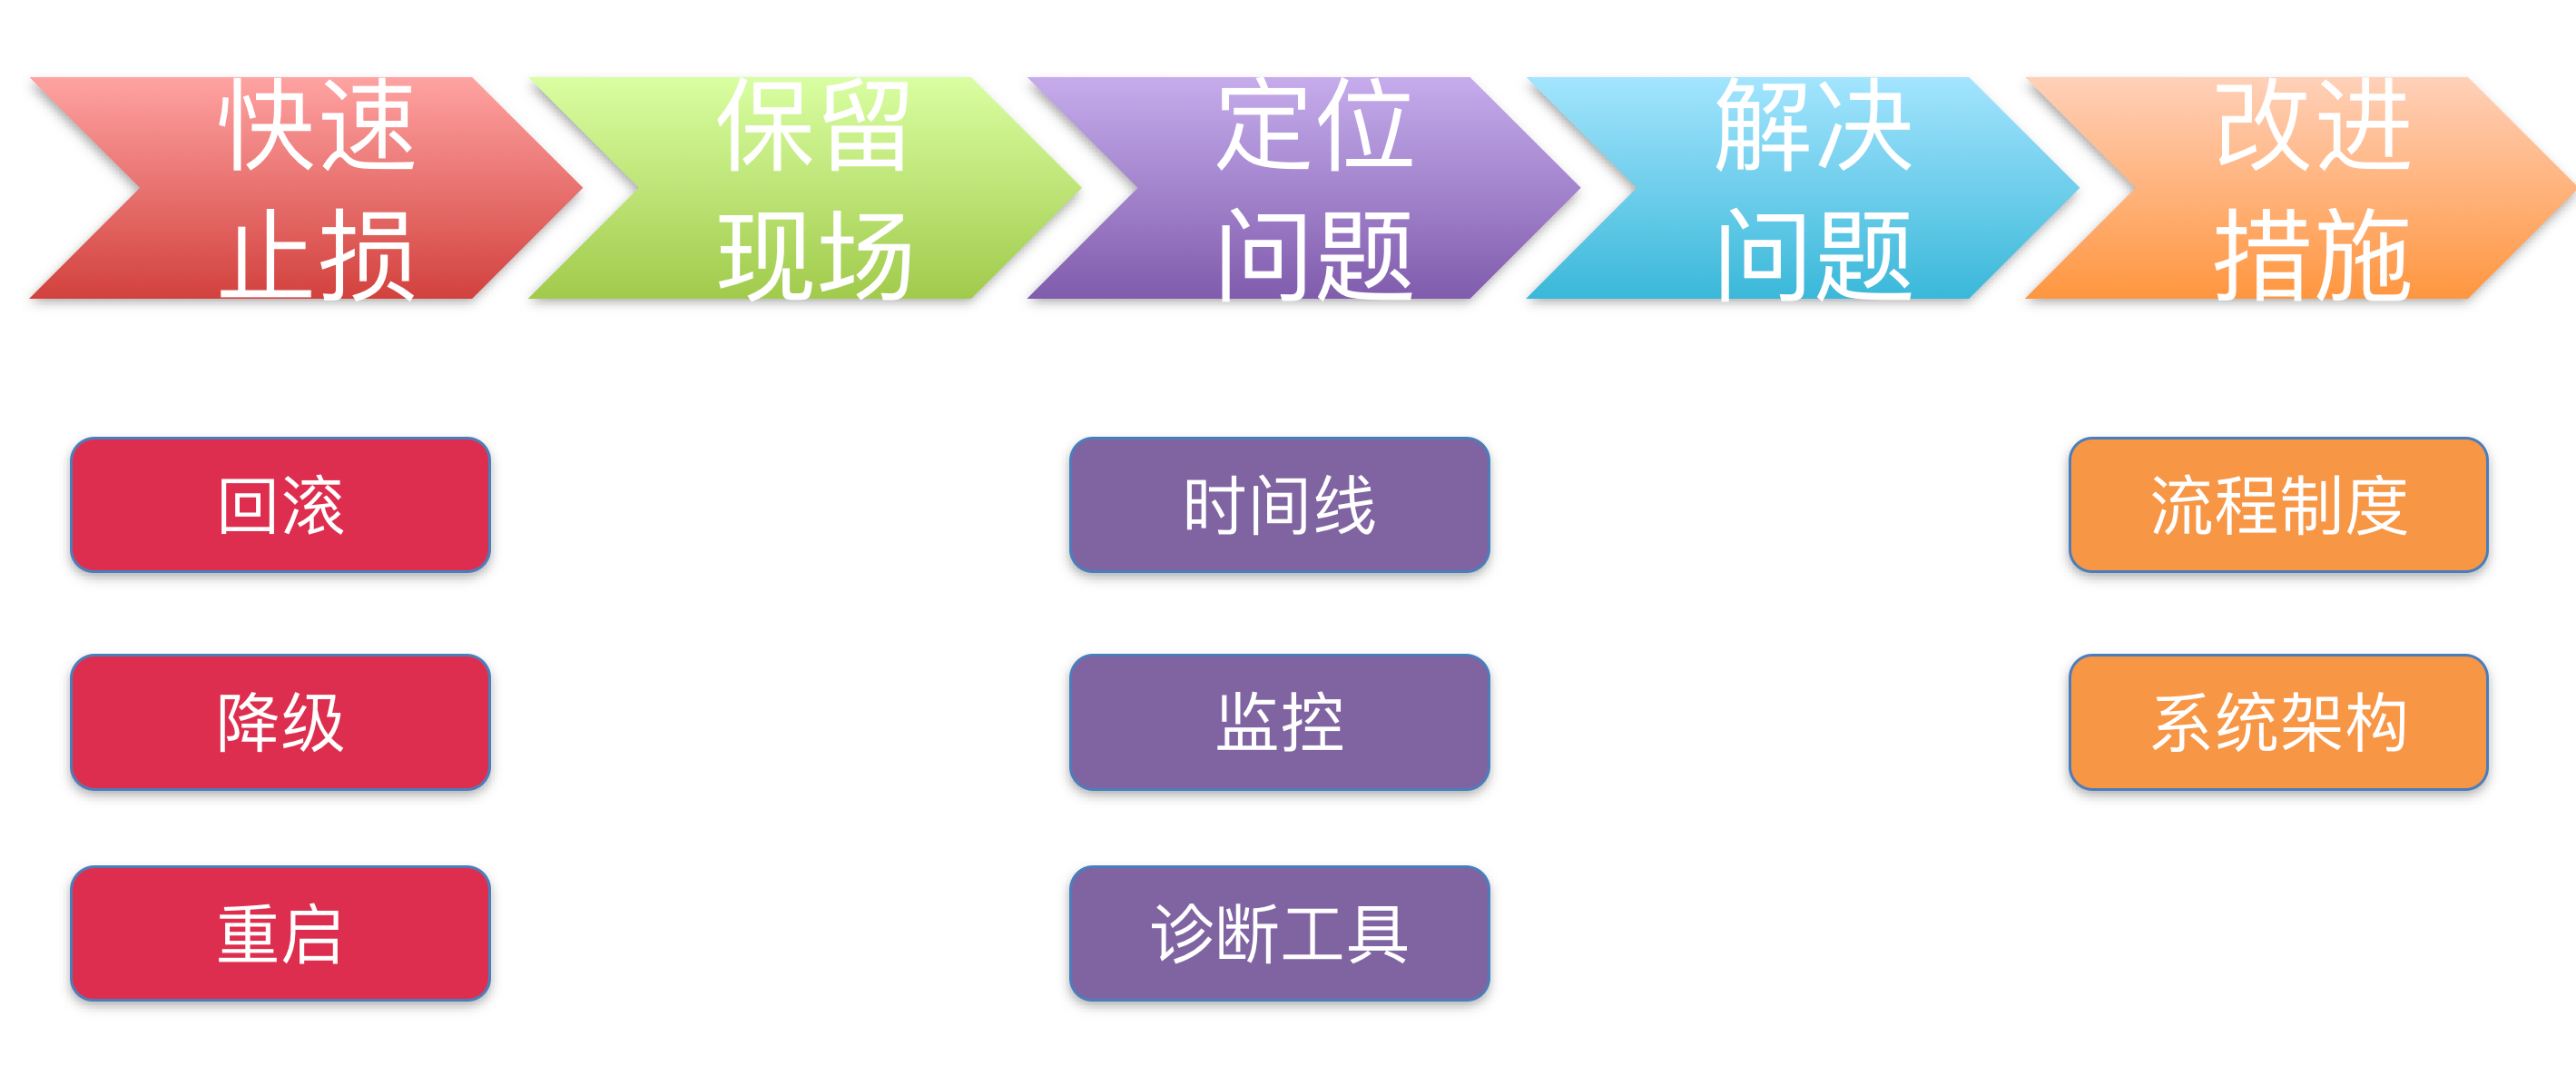 快速
止损
保留
现场
定位
问题
解决
问题
改进
措施
回滚
时间线
流程制度
降级
监控
系统架构
重启
诊断工具